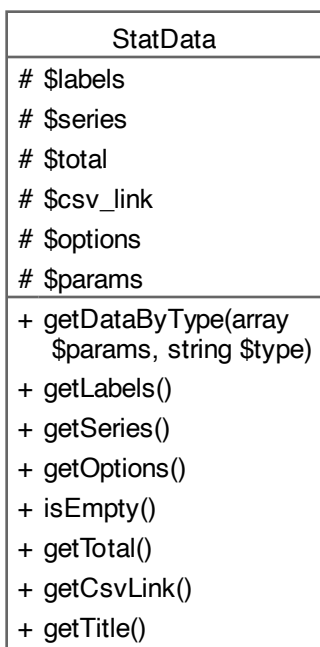 StatData
# $labels
# $series
# $total
# $csv_link
# $options
# $params
+ getDataByType(array
$params, string $type)
+ getLabels()
+ getSeries()
+ getOptions()
+ isEmpty()
+ getTotal()
+ getCsvLink()
+ getTitle()